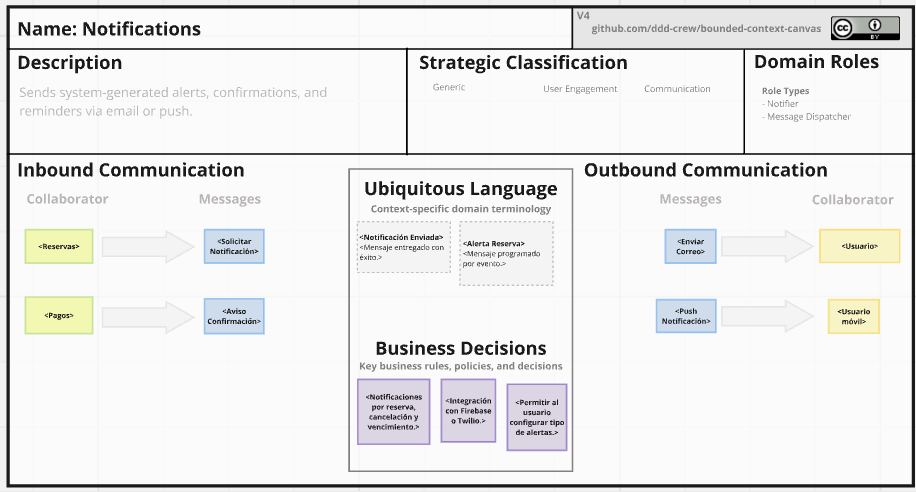 Name: Notifications
V4
github.com/ddd-crew/bounded-context-canvas
cc
BY
Description
Sends system-generated alerts, confirmations, and
reminders via email or push.
Strategic Classification
Generic
User Engagement
Communication
Domain Roles
Role Types
- Notifier
- Message Dispatcher
Inbound Communication
Collaborator
Messages
<Reservas>
<Solicitar
Notificación>
<Pagos>
<Aviso
Confirmación>
Ubiquitous Language
Context-specific domain terminology
<Notificación Enviada>
<Mensaje entregado con
éxito.>
<Alerta Reserva>
<Mensaje programado
por evento.>
Business Decisions
Key business rules, policies, and decisions
<Notificaciones
por reserva,
cancelación y
vencimiento.>
<Integración
con Firebase
o Twilio.>
<Permitir al
usuario
configurar tipo
de alertas.>
Outbound Communication
Messages
Collaborator
<Enviar
Correo>
<Usuario>
<Push
Notificación>
<Usuario
móvil>